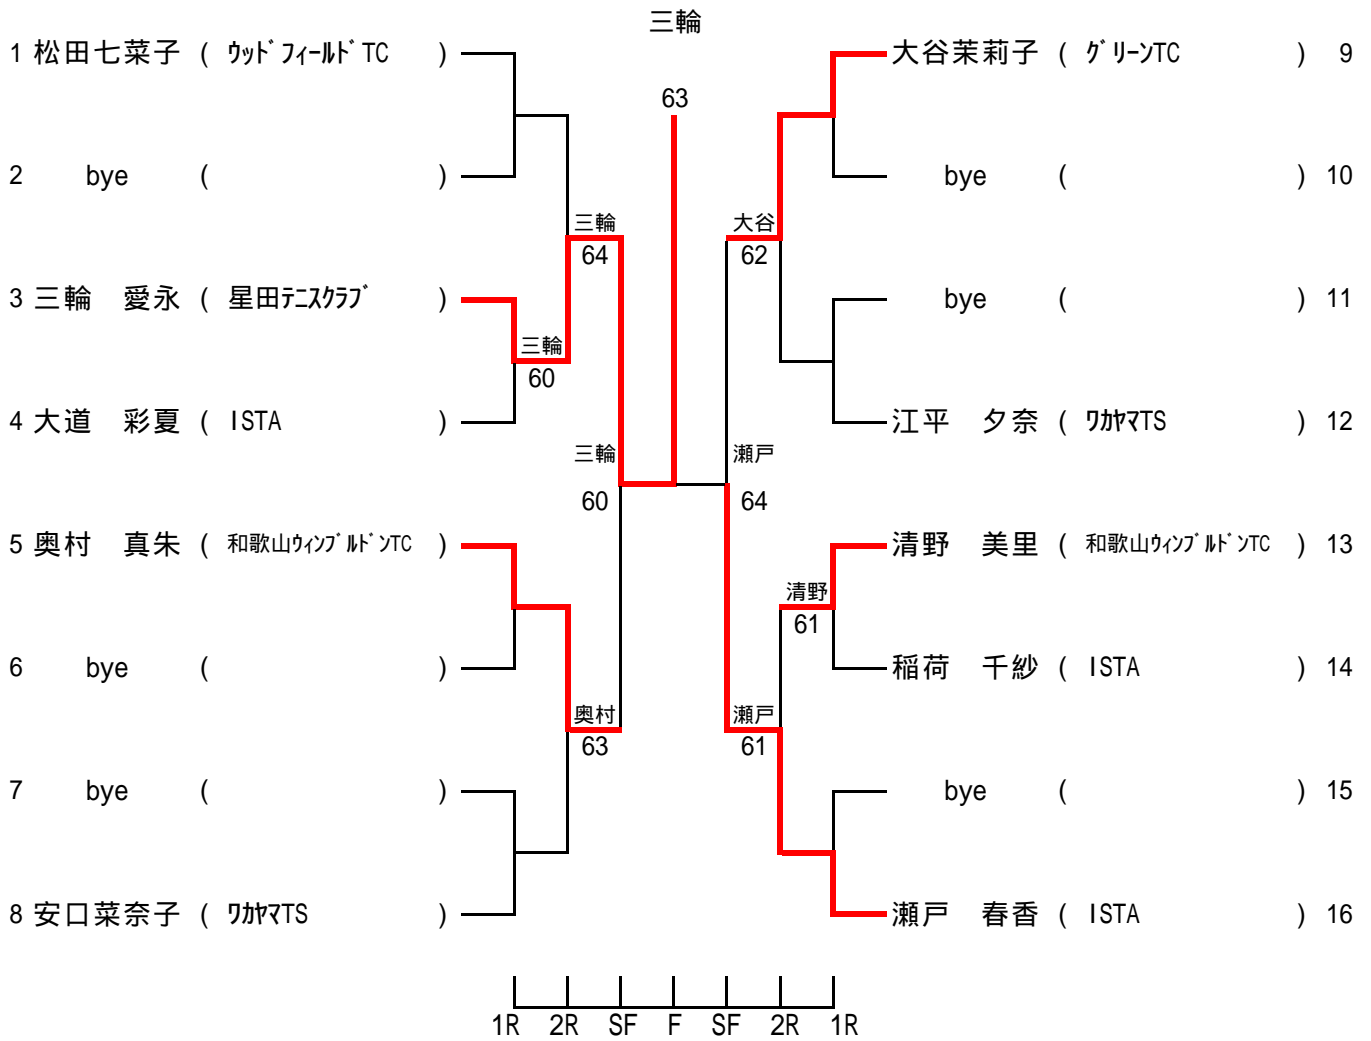 三輪
1 松田七菜子 ( ｳｯﾄﾞﾌｨｰﾙﾄﾞTC )
大谷茉莉子 ( ｸﾞﾘｰﾝTC ) 9
63
2 bye ( )
bye ( ) 10
三輪
64
大谷
62
3 三輪　愛永 ( 星田ﾃﾆｽｸﾗﾌﾞ )
bye ( ) 11
三輪
60
4 大道　彩夏 ( ISTA )
江平　夕奈 ( ﾜｶﾔﾏTS ) 12
三輪
60
瀬戸
64
5 奥村　真朱 ( 和歌山ｳｨﾝﾌﾞﾙﾄﾞﾝTC )
清野　美里 ( 和歌山ｳｨﾝﾌﾞﾙﾄﾞﾝTC ) 13
清野
61
6 bye ( )
稲荷　千紗 ( ISTA ) 14
奥村
63
瀬戸
61
7 bye ( )
bye ( ) 15
8 安口菜奈子 ( ﾜｶﾔﾏTS )
瀬戸　春香 ( ISTA ) 16
1R 2R SF F SF 2R 1R